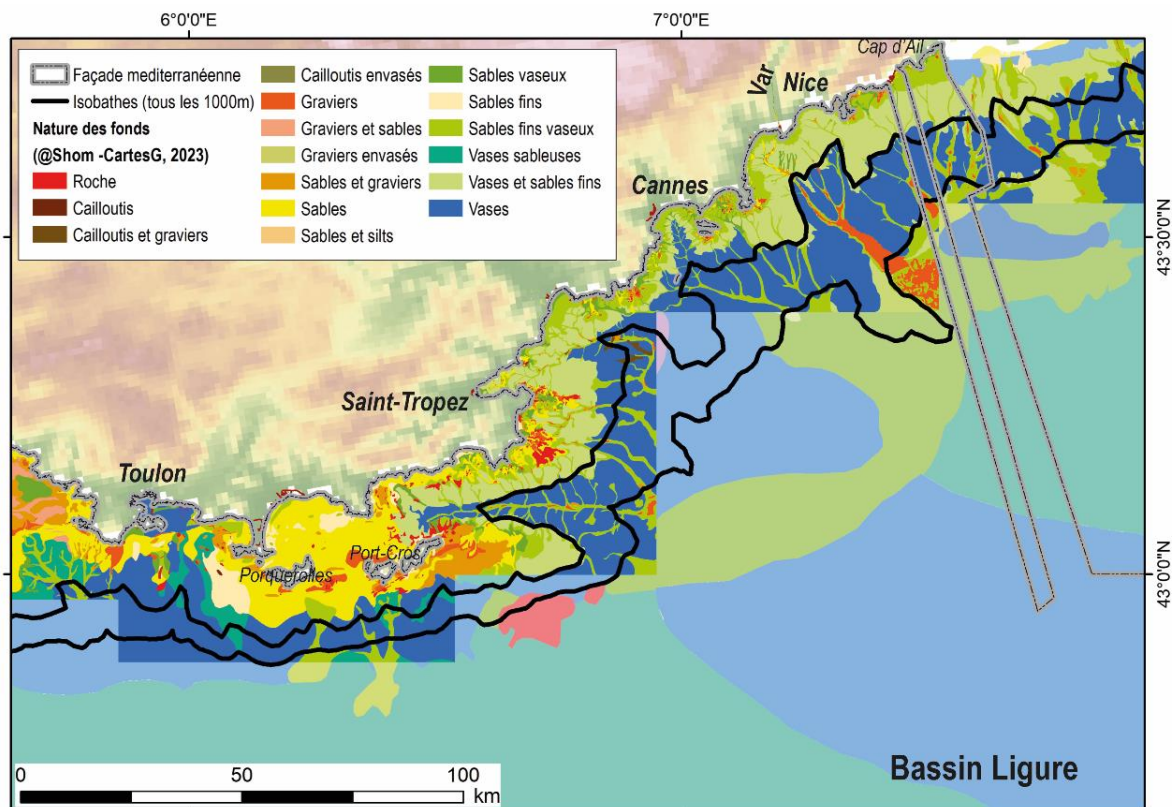 6°0'0"E
7°0'0"E
Façade mediterranéenne
Isobathes (tous les 1000m)
Nature des fonds
(@Shom -CartesG, 2023)
Roche
Cailloutis
Cailloutis et graviers
Cailloutis envasés
Graviers
Graviers et sables
Graviers envasés
Sables et graviers
Sables
Sables et silts
Sables vaseux
Sables fins
Sables fins vaseux
Vases sableuses
Vases et sables fins
Vases
Cap d'Ail
Var
Nice
Cannes
43°30'0"N
Saint-Tropez
Toulon
Port-Cros
Porquerolles
43°0'0"N
Bassin Ligure
0
50
100
km